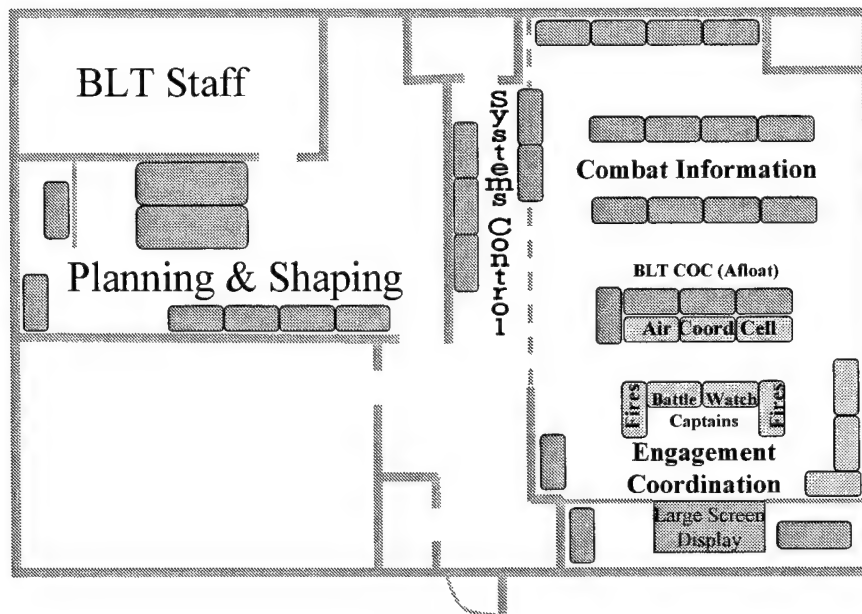 BLT Staff
Planning & Shaping
Systems Control
Combat Information
BLT COC (Afloat)
Air Coord Cell
Fires
Battle Watch
Fires
Captains
Engagement
Coordination
Large Screen
Display